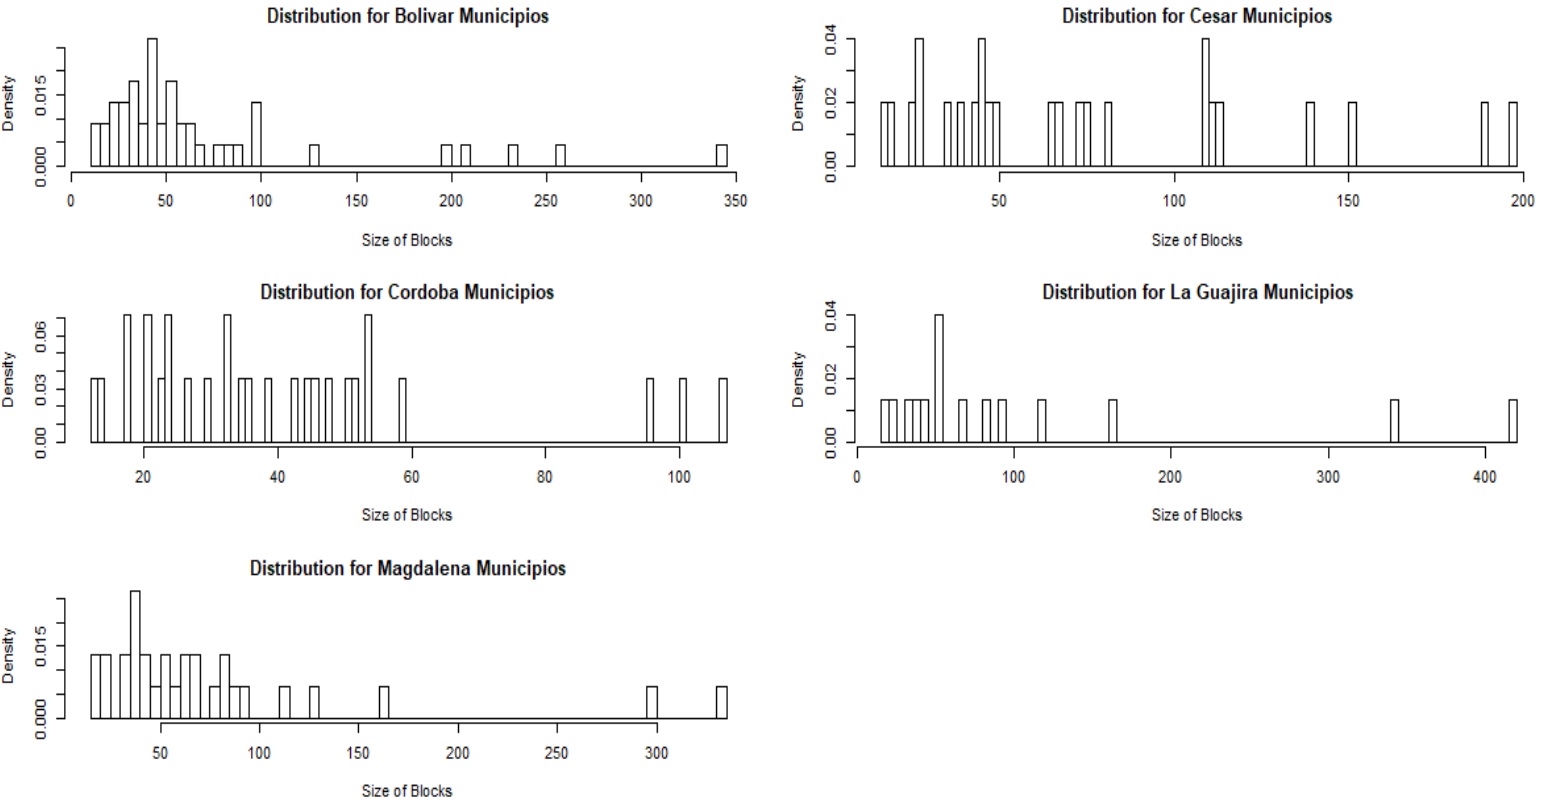 Distribution for Bolivar Municipios
Density
0.000 0.015
0 50 100 150 200 250 300 350
Size of Blocks
Distribution for Cesar Municipios
Density
0.00 0.02 0.04
50 100 150 200
Size of Blocks
Distribution for Cordoba Municipios
Density
0.00 0.03 0.06
20 40 60 80 100
Size of Blocks
Distribution for La Guajira Municipios
Density
0.00 0.02 0.04
0 100 200 300 400
Size of Blocks
Distribution for Magdalena Municipios
Density
0.000 0.015
50 100 150 200 250 300
Size of Blocks